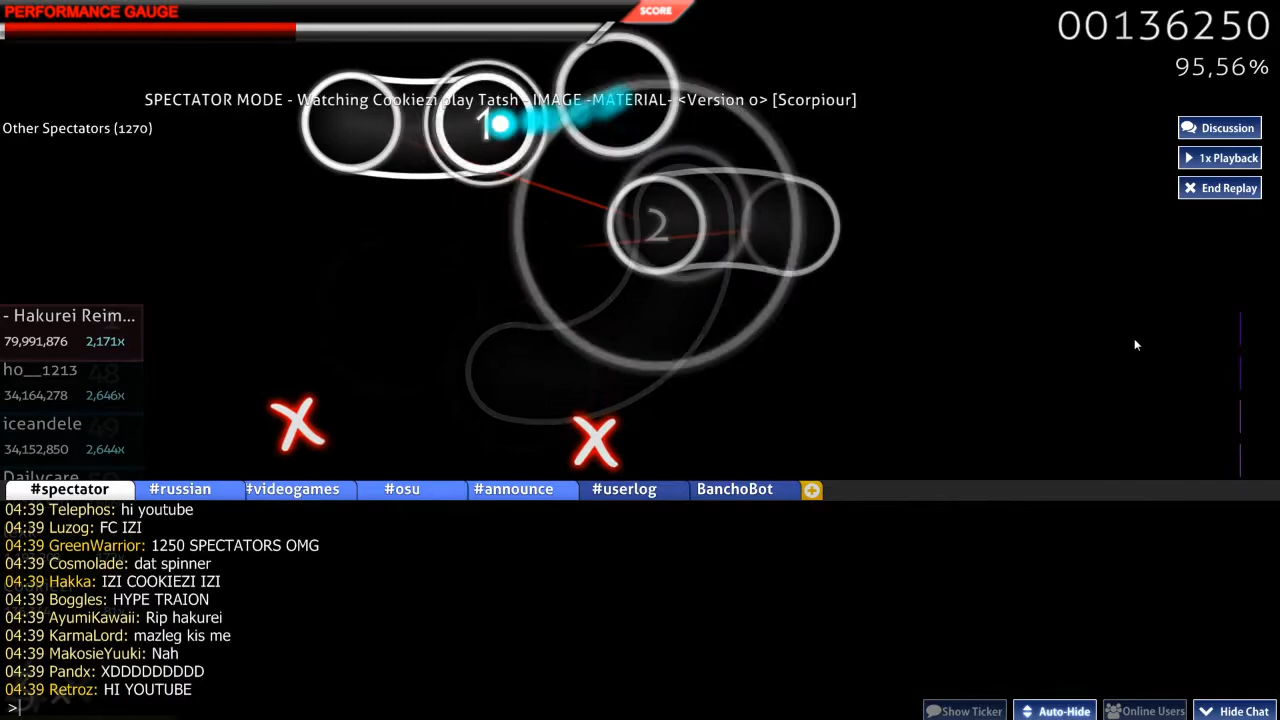 PERFORMANCE GAUGE
SCORE
00136250
95,56%
SPECTATOR MODE - Watching Cookiezi play Tatsh - IMAGE -MATERIAL- <Version 0> [Scorpiour]
Other Spectators (1270)
Discussion
1x Playback
End Replay
1
2
- Hakurei Reim...
79,991,876 2,171x
ho__1213 48
34,164,278 2,646x
iceandele 49
34,152,850 2,644x
Dailycare
#spectator #russian #videogames #osu #announce #userlog BanchoBot
04:39 Telephos: hi youtube
04:39 Luzog: FC IZI
04:39 GreenWarrior: 1250 SPECTATORS OMG
04:39 Cosmolade: dat spinner
04:39 Hakka: IZI COOKIEZI IZI
04:39 Boggles: HYPE TRAION
04:39 AyumiKawaii: Rip hakurei
04:39 KarmaLord: mazleg kis me
04:39 MakosieYuuki: Nah
04:39 Pandx: XDDDDDDDDD
04:39 Retroz: HI YOUTUBE
>
Show Ticker Auto-Hide Online Users Hide Chat